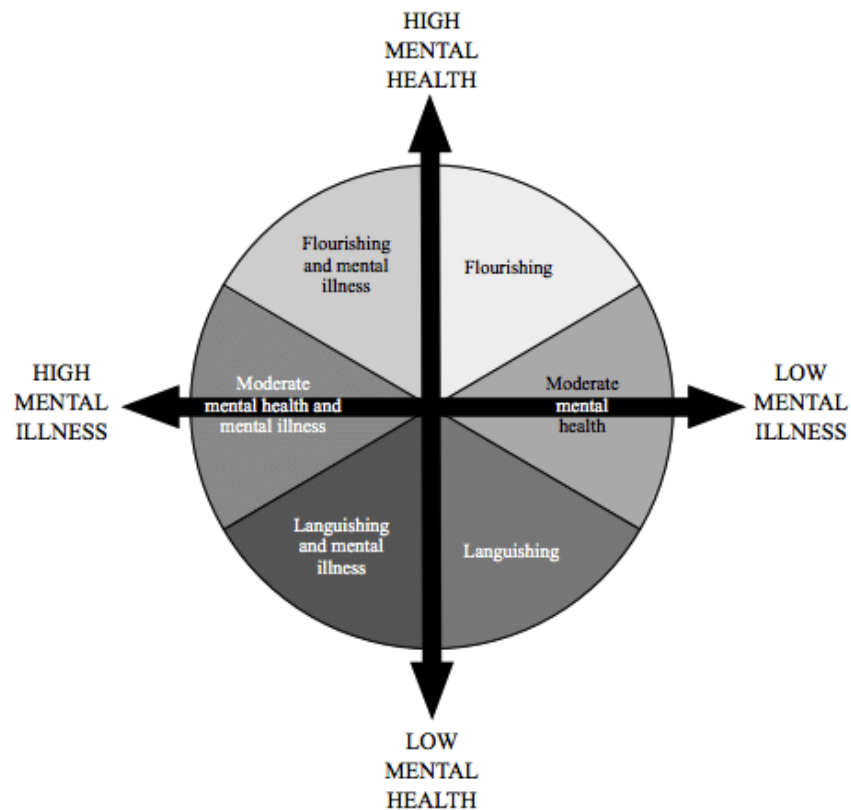 HIGH
MENTAL
HEALTH
Flourishing
and mental
illness
Flourishing
HIGH
MENTAL
ILLNESS
Moderate
mental health and
mental illness
Moderate
mental
health
LOW
MENTAL
ILLNESS
Languishing
and mental
illness
Languishing
LOW
MENTAL
HEALTH